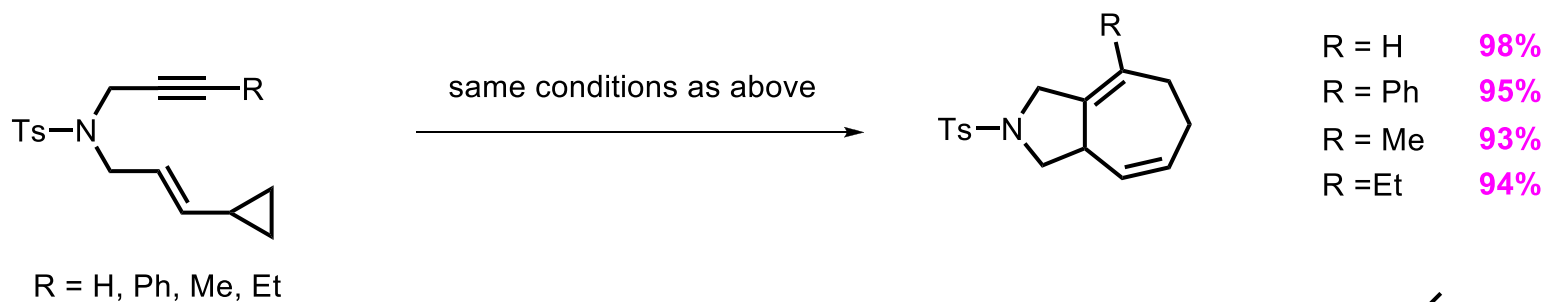 R
R = H 98%
same conditions as above
R
R = Ph 95%
Ts N
Ts N
R = Me 93%
R =Et 94%
R = H, Ph, Me, Et